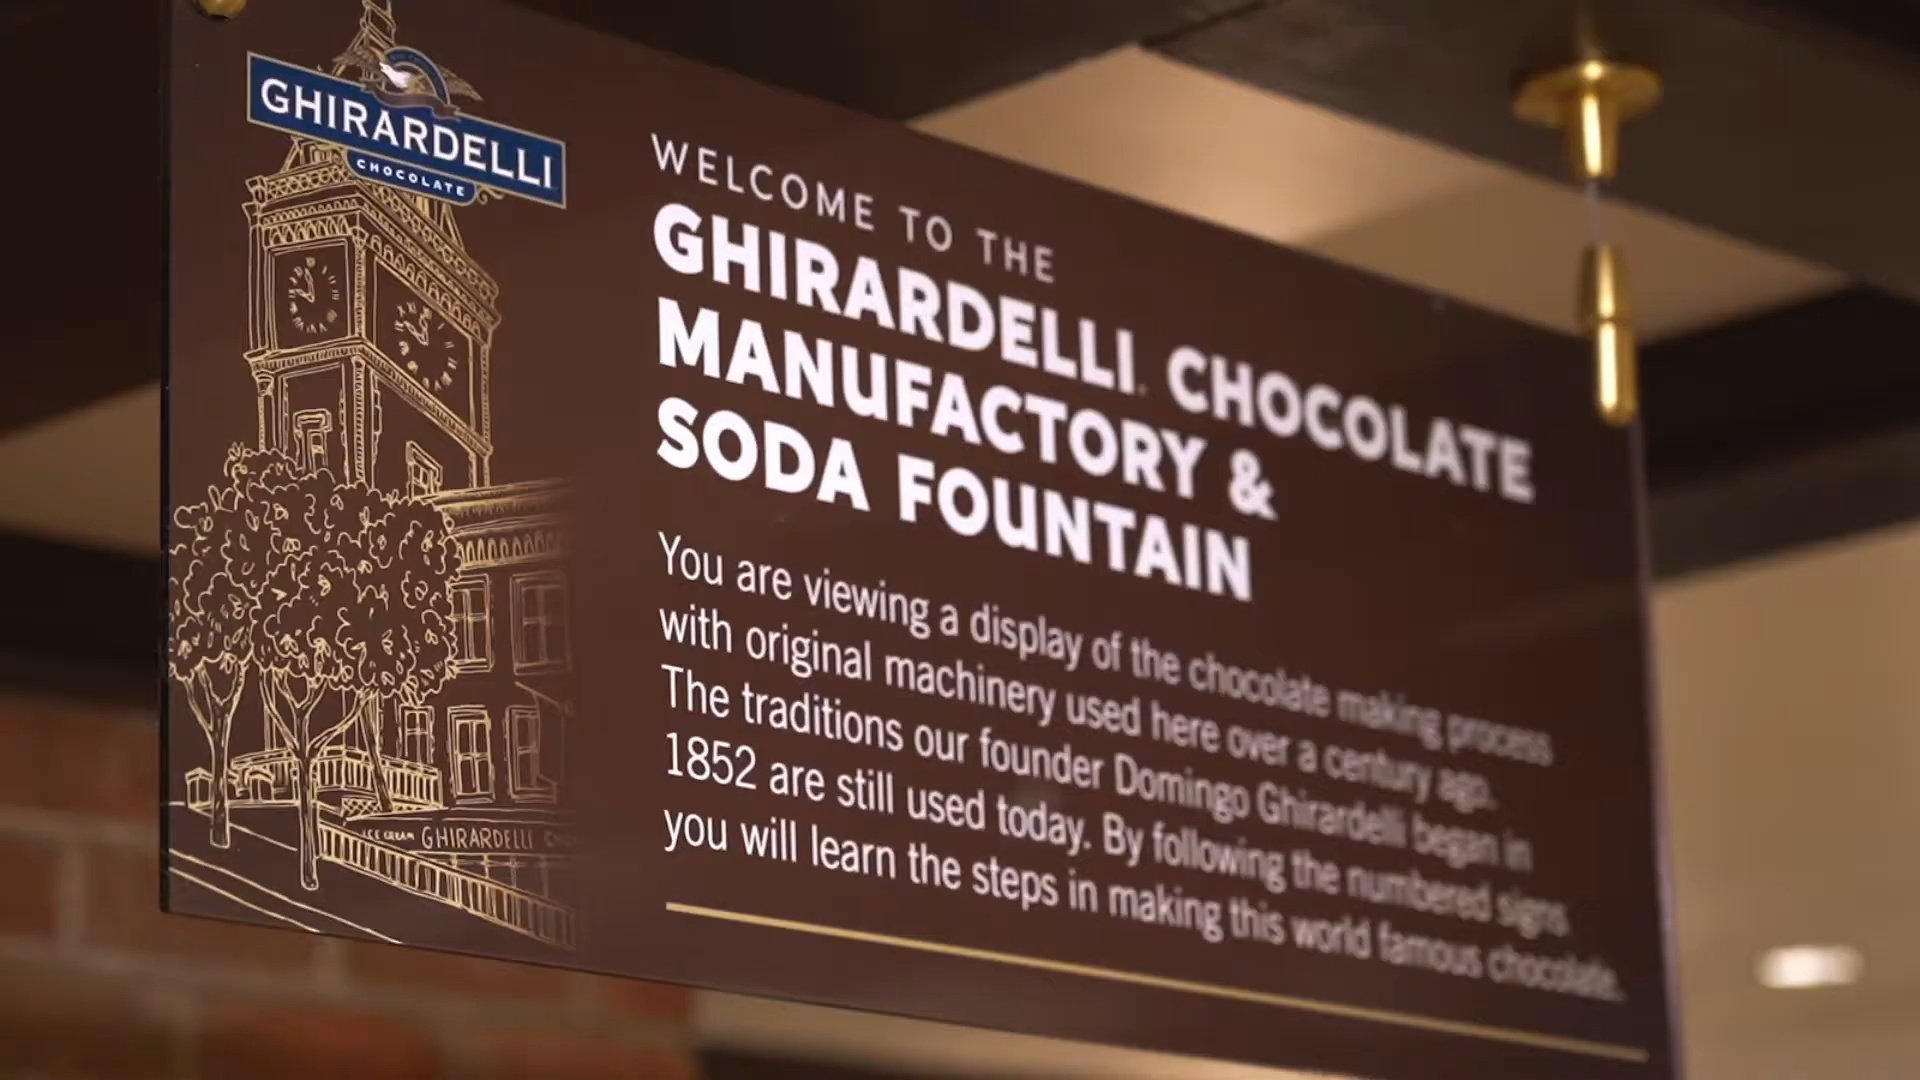 GHIRARDELLI
CHOCOLATE
WELCOME TO THE
GHIRARDELLI CHOCOLATE
MANUFACTORY &
SODA FOUNTAIN
You are viewing a display of the chocolate making process
with original machinery used here over a century ago.
The traditions our founder Domingo Ghirardelli began in
1852 are still used today. By following the numbered signs
you will learn the steps in making this world famous chocolate.
ICE CREAM GHIRARDELLI